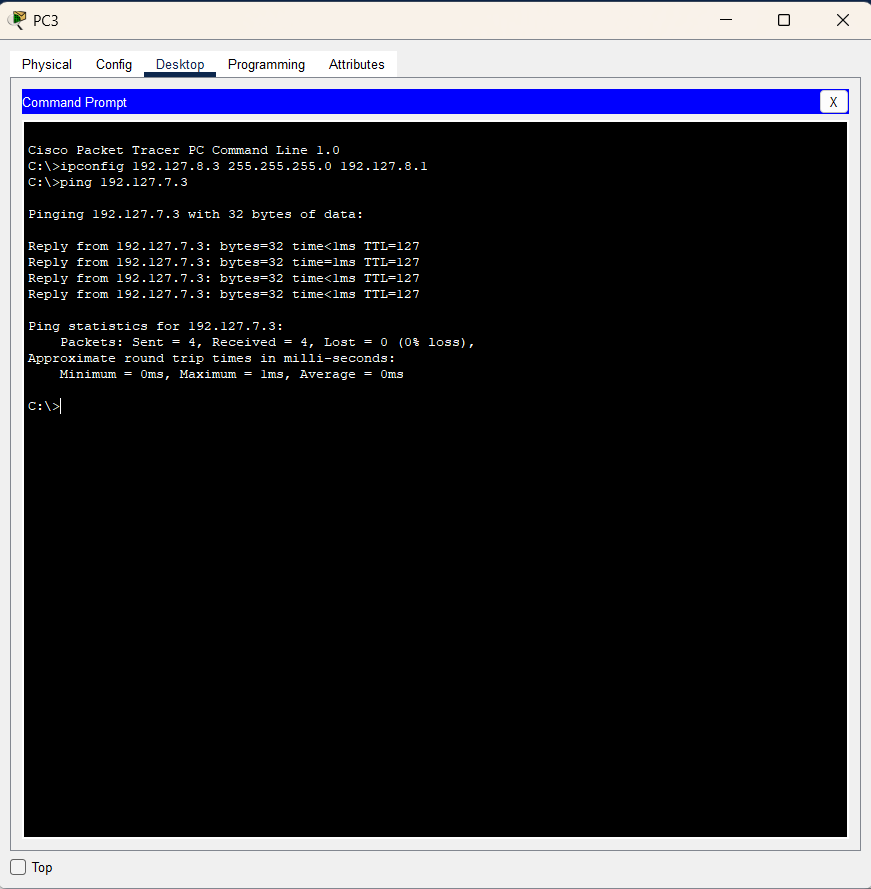 PC3
Physical Config Desktop Programming Attributes
Command Prompt X
Cisco Packet Tracer PC Command Line 1.0
C:\>ipconfig 192.127.8.3 255.255.255.0 192.127.8.1
C:\>ping 192.127.7.3
Pinging 192.127.7.3 with 32 bytes of data:
Reply from 192.127.7.3: bytes=32 time<1ms TTL=127
Reply from 192.127.7.3: bytes=32 time=1ms TTL=127
Reply from 192.127.7.3: bytes=32 time<1ms TTL=127
Reply from 192.127.7.3: bytes=32 time<1ms TTL=127
Ping statistics for 192.127.7.3:
Packets: Sent = 4, Received = 4, Lost = 0 (0% loss),
Approximate round trip times in milli-seconds:
Minimum = 0ms, Maximum = 1ms, Average = 0ms
C:\>
Top